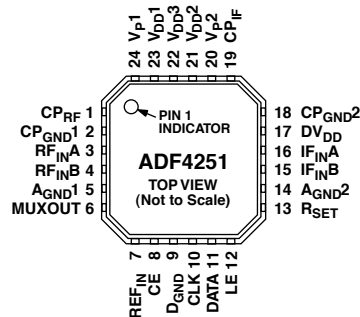 24 VP1
23 VDD1
22 VDD3
21 VDD2
20 VP2
19 CPIF
CPRF 1
CPGND1 2
RFINA 3
RFINB 4
AGND1 5
MUXOUT 6
PIN 1
INDICATOR
ADF4251
TOP VIEW
(Not to Scale)
18 CPGND2
17 DVDD
16 IFINA
15 IFINB
14 AGND2
13 RSET
REFIN 7
CE 8
DGND 9
CLK 10
DATA 11
LE 12